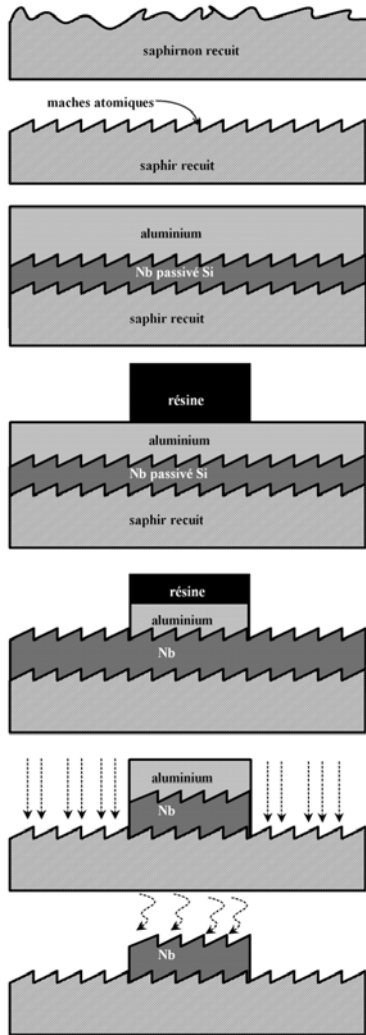 saphirnon recuit
maches atomiques
saphir recuit
aluminium
Nb passivé Si
saphir recuit
résine
aluminium
Nb passivé Si
saphir recuit
résine
aluminium
Nb
aluminium
Nb
Nb